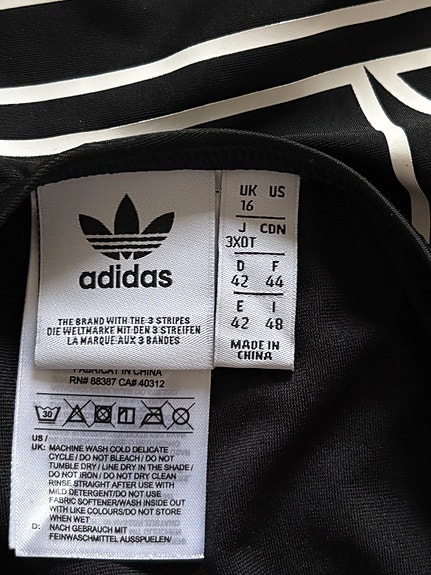 adidas
THE BRAND WITH THE 3 STRIPES
DIE WELTMARKE MIT DEN 3 STREIFEN
LA MARQUE AUX 3 BANDES
UK US
16
J CDN
3XOT
D F
42 44
E I
42 48
MADE IN
CHINA
FABRICAT IN CHINA
RN# 88387 CA# 40312
30
US /
UK: MACHINE WASH COLD DELICATE
CYCLE / DO NOT BLEACH / DO NOT
TUMBLE DRY / LINE DRY IN THE SHADE /
DO NOT IRON / DO NOT DRY CLEAN
RINSE STRAIGHT AFTER USE WITH
MILD DETERGENT/DO NOT USE
FABRIC SOFTENER/WASH INSIDE OUT
WITH LIKE COLOURS/DO NOT STORE
WHEN WET
D: NACH GEBRAUCH MIT
FEINWASCHMITTEL AUSSPUELEN/